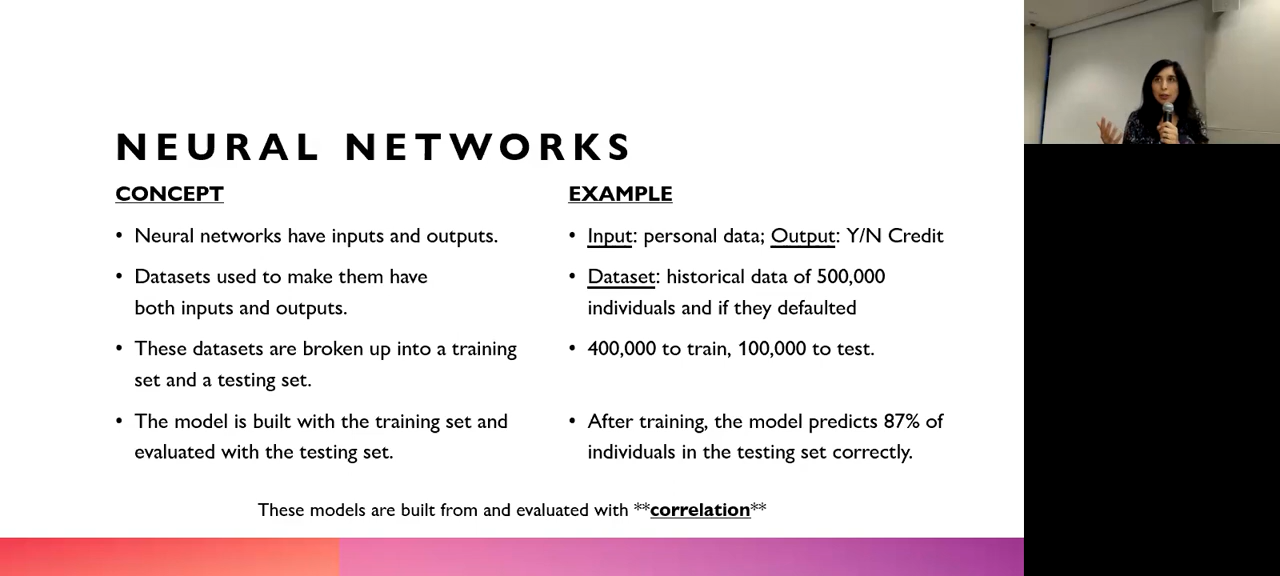 NEURAL NETWORKS
CONCEPT
• Neural networks have inputs and outputs.
• Datasets used to make them have
both inputs and outputs.
• These datasets are broken up into a training
set and a testing set.
• The model is built with the training set and
evaluated with the testing set.
EXAMPLE
• Input: personal data; Output: Y/N Credit
• Dataset: historical data of 500,000
individuals and if they defaulted
• 400,000 to train, 100,000 to test.
• After training, the model predicts 87% of
individuals in the testing set correctly.
These models are built from and evaluated with **correlation**